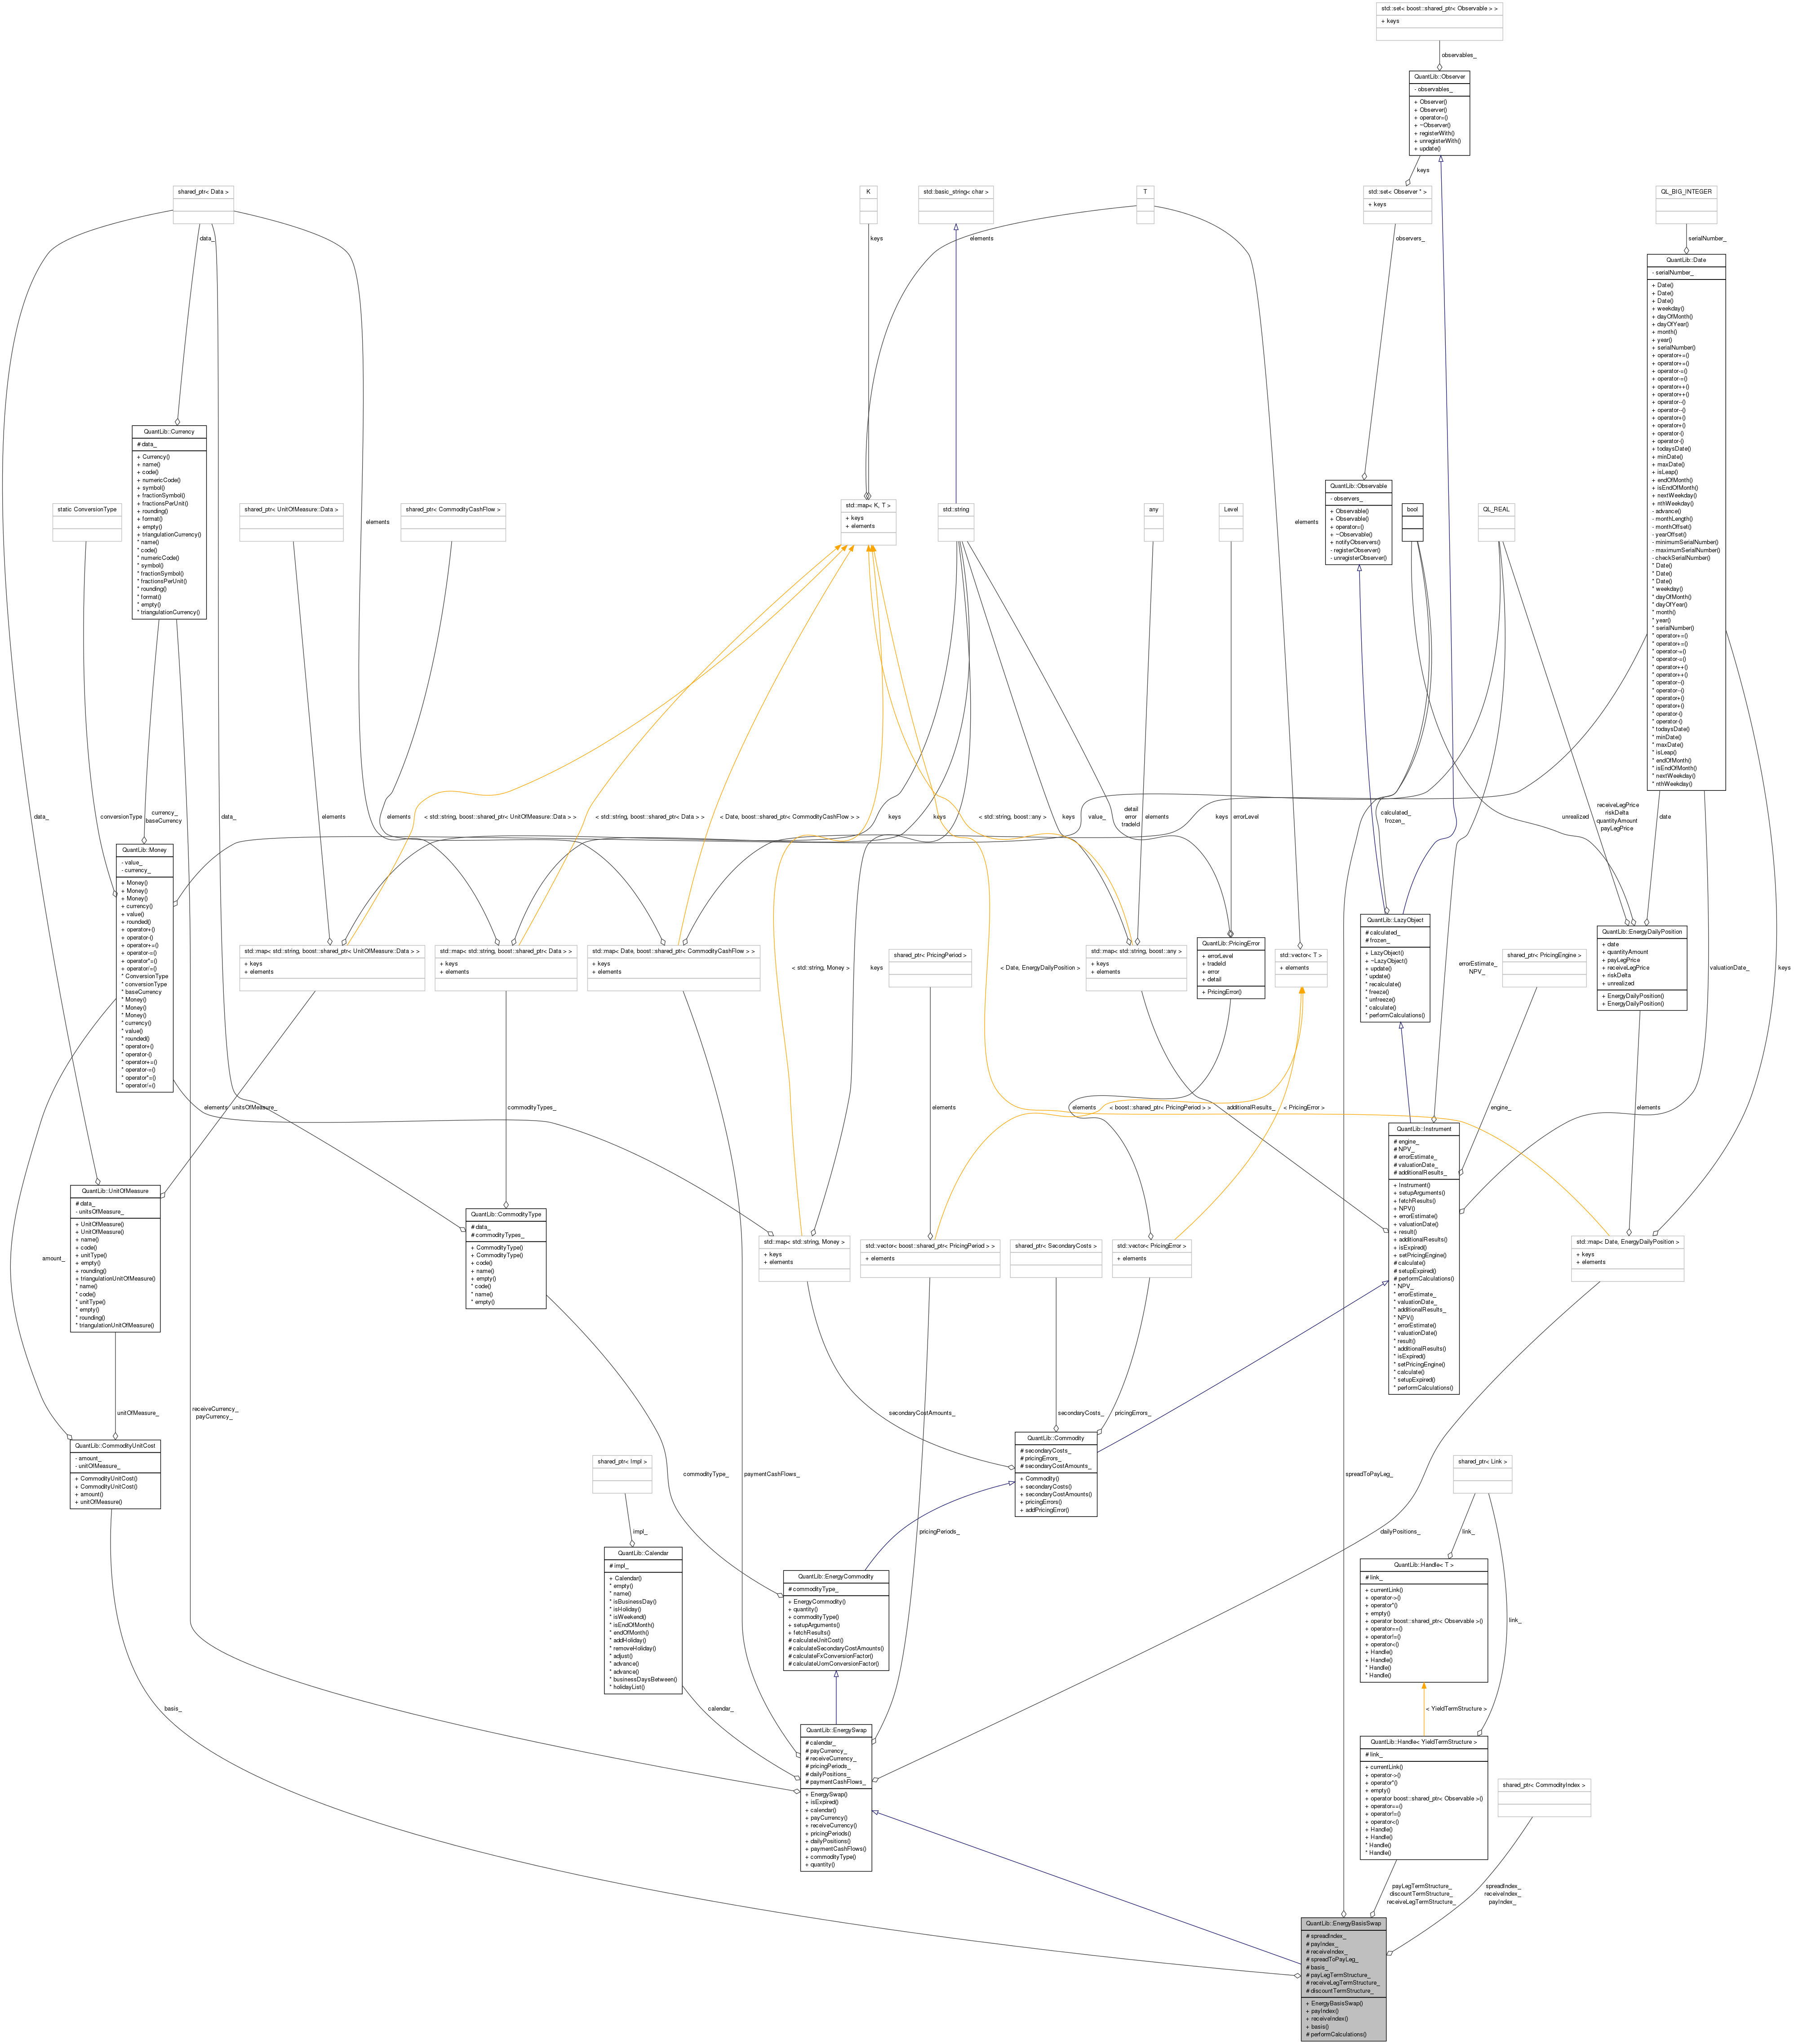 std::set< boost::shared_ptr< Observable > >
+ keys
observables_
QuantLib::Observer
- observables_
+ Observer()
+ Observer()
+ operator=()
+ ~Observer()
+ registerWith()
+ unregisterWith()
+ update()
keys
shared_ptr< Data >
K
std::basic_string< char >
T
std::set< Observer * >
+ keys
QL_BIG_INTEGER
data_
keys
elements
observers_
serialNumber_
QuantLib::Date
- serialNumber_
+ Date()
+ Date()
+ Date()
+ weekday()
+ dayOfMonth()
+ dayOfYear()
+ month()
+ year()
+ serialNumber()
+ operator+=()
+ operator+=()
+ operator-=()
+ operator-=()
+ operator++()
+ operator++()
+ operator--()
+ operator--()
+ operator+()
+ operator+()
+ operator-()
+ operator-()
+ todaysDate()
+ minDate()
+ maxDate()
+ isLeap()
+ endOfMonth()
+ isEndOfMonth()
+ nextWeekday()
+ nthWeekday()
- advance()
- monthLength()
- monthOffset()
- yearOffset()
- minimumSerialNumber()
- maximumSerialNumber()
- checkSerialNumber()
* Date()
* Date()
* Date()
* weekday()
* dayOfMonth()
* dayOfYear()
* month()
* year()
* serialNumber()
* operator+=()
* operator+=()
* operator-=()
* operator-=()
* operator++()
* operator++()
* operator--()
* operator--()
* operator+()
* operator+()
* operator-()
* operator-()
* todaysDate()
* minDate()
* maxDate()
* isLeap()
* endOfMonth()
* isEndOfMonth()
* nextWeekday()
* nthWeekday()
QuantLib::Currency
# data_
+ Currency()
+ name()
+ code()
+ numericCode()
+ symbol()
+ fractionSymbol()
+ fractionsPerUnit()
+ rounding()
+ format()
+ empty()
+ triangulationCurrency()
* name()
* code()
* numericCode()
* symbol()
* fractionSymbol()
* fractionsPerUnit()
* rounding()
* format()
* empty()
* triangulationCurrency()
elements
elements
static ConversionType
shared_ptr< UnitOfMeasure::Data >
shared_ptr< CommodityCashFlow >
std::map< K, T >
+ keys
+ elements
std::string
any
Level
QuantLib::Observable
- observers_
+ Observable()
+ Observable()
+ operator=()
+ ~Observable()
+ notifyObservers()
- registerObserver()
- unregisterObserver()
bool
QL_REAL
data_
conversionType
currency_
baseCurrency
data_
elements
elements
< std::string, boost::shared_ptr< UnitOfMeasure::Data > >
< std::string, boost::shared_ptr< Data > >
< Date, boost::shared_ptr< CommodityCashFlow > >
keys
keys
< std::string, boost::any >
keys
value_
detail
error
tradeId
elements
keys
errorLevel
calculated_
frozen_
unrealized
receiveLegPrice
riskDelta
quantityAmount
payLegPrice
date
QuantLib::Money
- value_
- currency_
+ Money()
+ Money()
+ Money()
+ currency()
+ value()
+ rounded()
+ operator+()
+ operator-()
+ operator+=()
+ operator-=()
+ operator*=()
+ operator/=()
* ConversionType
* conversionType
* baseCurrency
* Money()
* Money()
* Money()
* currency()
* value()
* rounded()
* operator+()
* operator-()
* operator+=()
* operator-=()
* operator*=()
* operator/=()
std::map< std::string, boost::shared_ptr< UnitOfMeasure::Data > >
+ keys
+ elements
std::map< std::string, boost::shared_ptr< Data > >
+ keys
+ elements
std::map< Date, boost::shared_ptr< CommodityCashFlow > >
+ keys
+ elements
shared_ptr< PricingPeriod >
std::map< std::string, boost::any >
+ keys
+ elements
QuantLib::PricingError
+ errorLevel
+ tradeId
+ error
+ detail
+ PricingError()
std::vector< T >
+ elements
QuantLib::LazyObject
# calculated_
# frozen_
+ LazyObject()
+ ~LazyObject()
+ update()
* update()
* recalculate()
* freeze()
* unfreeze()
* calculate()
* performCalculations()
shared_ptr< PricingEngine >
QuantLib::EnergyDailyPosition
+ date
+ quantityAmount
+ payLegPrice
+ receiveLegPrice
+ riskDelta
+ unrealized
+ EnergyDailyPosition()
+ EnergyDailyPosition()
< std::string, Money >
keys
< Date, EnergyDailyPosition >
errorEstimate_
NPV_
valuationDate_
keys
elements
unitsOfMeasure_
commodityTypes_
elements
elements
< boost::shared_ptr< PricingPeriod > >
additionalResults_
< PricingError >
engine_
elements
QuantLib::UnitOfMeasure
# data_
- unitsOfMeasure_
+ UnitOfMeasure()
+ UnitOfMeasure()
+ name()
+ code()
+ unitType()
+ empty()
+ rounding()
+ triangulationUnitOfMeasure()
* name()
* code()
* unitType()
* empty()
* rounding()
* triangulationUnitOfMeasure()
QuantLib::CommodityType
# data_
# commodityTypes_
+ CommodityType()
+ CommodityType()
+ code()
+ name()
+ empty()
* code()
* name()
* empty()
std::map< std::string, Money >
+ keys
+ elements
std::vector< boost::shared_ptr< PricingPeriod > >
+ elements
shared_ptr< SecondaryCosts >
std::vector< PricingError >
+ elements
QuantLib::Instrument
# engine_
# NPV_
# errorEstimate_
# valuationDate_
# additionalResults_
+ Instrument()
+ setupArguments()
+ fetchResults()
+ NPV()
+ errorEstimate()
+ valuationDate()
+ result()
+ additionalResults()
+ isExpired()
+ setPricingEngine()
# calculate()
# setupExpired()
# performCalculations()
* NPV_
* errorEstimate_
* valuationDate_
* additionalResults_
* NPV()
* errorEstimate()
* valuationDate()
* result()
* additionalResults()
* isExpired()
* setPricingEngine()
* calculate()
* setupExpired()
* performCalculations()
std::map< Date, EnergyDailyPosition >
+ keys
+ elements
amount_
unitOfMeasure_
receiveCurrency_
payCurrency_
secondaryCostAmounts_
secondaryCosts_
pricingErrors_
QuantLib::CommodityUnitCost
- amount_
- unitOfMeasure_
+ CommodityUnitCost()
+ CommodityUnitCost()
+ amount()
+ unitOfMeasure()
shared_ptr< Impl >
commodityType_
paymentCashFlows_
QuantLib::Commodity
# secondaryCosts_
# pricingErrors_
# secondaryCostAmounts_
+ Commodity()
+ secondaryCosts()
+ secondaryCostAmounts()
+ pricingErrors()
+ addPricingError()
spreadToPayLeg_
shared_ptr< Link >
impl_
pricingPeriods_
dailyPositions_
link_
QuantLib::Calendar
# impl_
+ Calendar()
* empty()
* name()
* isBusinessDay()
* isHoliday()
* isWeekend()
* isEndOfMonth()
* endOfMonth()
* addHoliday()
* removeHoliday()
* adjust()
* advance()
* advance()
* businessDaysBetween()
* holidayList()
QuantLib::EnergyCommodity
# commodityType_
+ EnergyCommodity()
+ quantity()
+ commodityType()
+ setupArguments()
+ fetchResults()
# calculateUnitCost()
# calculateSecondaryCostAmounts()
# calculateFxConversionFactor()
# calculateUomConversionFactor()
QuantLib::Handle< T >
# link_
+ currentLink()
+ operator->()
+ operator*()
+ empty()
+ operator boost::shared_ptr< Observable >()
+ operator==()
+ operator!=()
+ operator<()
+ Handle()
+ Handle()
* Handle()
* Handle()
link_
basis_
calendar_
< YieldTermStructure >
QuantLib::EnergySwap
# calendar_
# payCurrency_
# receiveCurrency_
# pricingPeriods_
# dailyPositions_
# paymentCashFlows_
+ EnergySwap()
+ isExpired()
+ calendar()
+ payCurrency()
+ receiveCurrency()
+ pricingPeriods()
+ dailyPositions()
+ paymentCashFlows()
+ commodityType()
+ quantity()
QuantLib::Handle< YieldTermStructure >
# link_
+ currentLink()
+ operator->()
+ operator*()
+ empty()
+ operator boost::shared_ptr< Observable >()
+ operator==()
+ operator!=()
+ operator<()
+ Handle()
+ Handle()
* Handle()
* Handle()
shared_ptr< CommodityIndex >
payLegTermStructure_
discountTermStructure_
receiveLegTermStructure_
spreadIndex_
receiveIndex_
payIndex_
QuantLib::EnergyBasisSwap
# spreadIndex_
# payIndex_
# receiveIndex_
# spreadToPayLeg_
# basis_
# payLegTermStructure_
# receiveLegTermStructure_
# discountTermStructure_
+ EnergyBasisSwap()
+ payIndex()
+ receiveIndex()
+ basis()
# performCalculations()